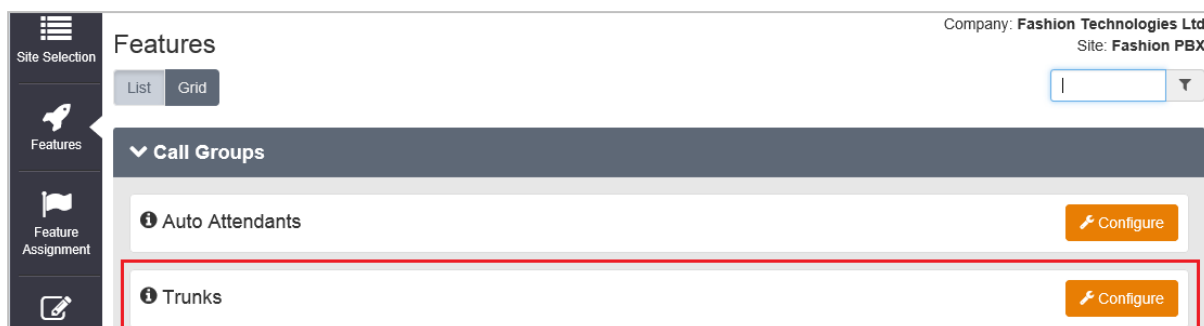 Company: Fashion Technologies Ltd
Site: Fashion PBX
Site Selection
Features
List Grid
Features
Call Groups
Feature
Assignment
Auto Attendants
Configure
Trunks
Configure